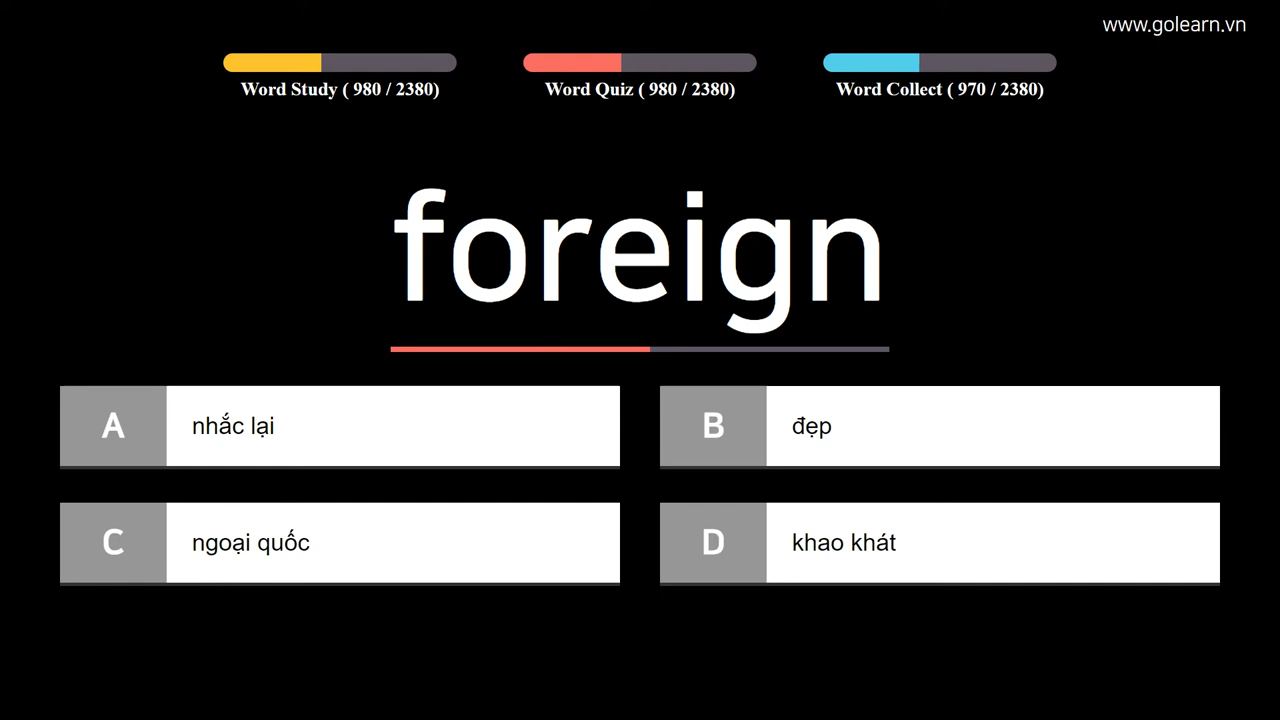 www.golearn.vn
Word Study ( 980 / 2380)
Word Quiz ( 980 / 2380)
Word Collect ( 970 / 2380)
foreign
A nhắc lại
B đẹp
C ngoại quốc
D khao khát